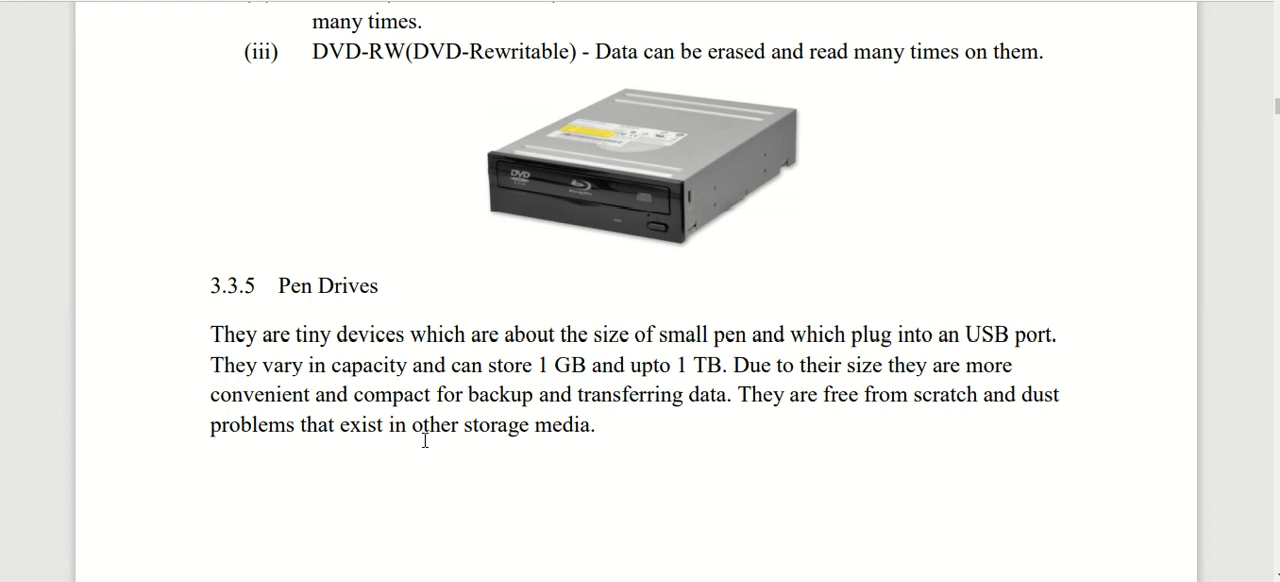 many times.
(iii) DVD-RW(DVD-Rewritable) - Data can be erased and read many times on them.
DVD
3.3.5 Pen Drives
They are tiny devices which are about the size of small pen and which plug into an USB port.
They vary in capacity and can store 1 GB and upto 1 TB. Due to their size they are more
convenient and compact for backup and transferring data. They are free from scratch and dust
problems that exist in other storage media.